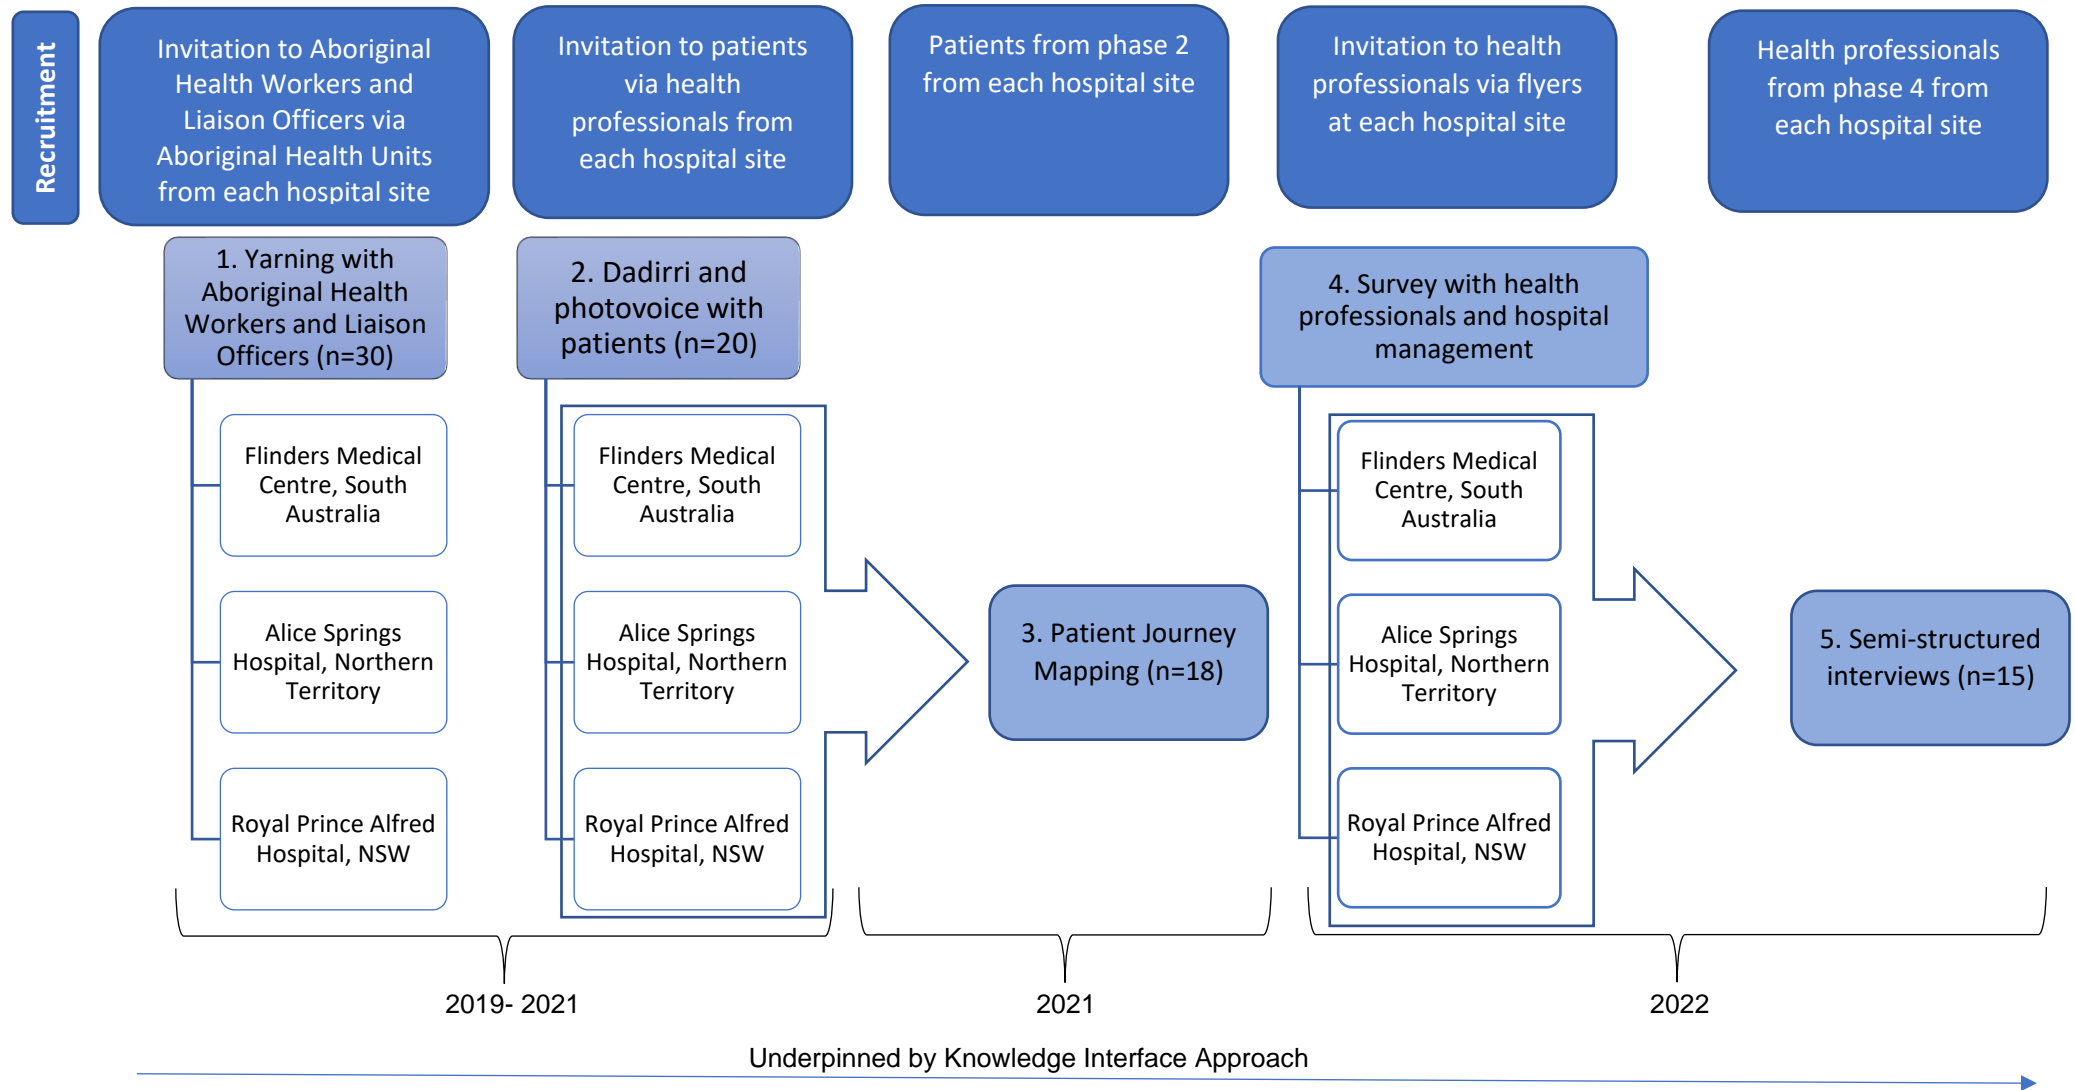 Recruitment
Invitation to Aboriginal
Health Workers and
Liaison Officers via
Aboriginal Health Units
from each hospital site
Invitation to patients
via health
professionals from
each hospital site
Patients from phase 2
from each hospital site
Invitation to health
professionals via flyers
at each hospital site
Health professionals
from phase 4 from
each hospital site
1. Yarning with
Aboriginal Health
Workers and Liaison
Officers (n=30)
Flinders Medical
Centre, South
Australia
Alice Springs
Hospital, Northern
Territory
Royal Prince Alfred
Hospital, NSW
2. Dadirri and
photovoice with
patients (n=20)
Flinders Medical
Centre, South
Australia
Alice Springs
Hospital, Northern
Territory
Royal Prince Alfred
Hospital, NSW
3. Patient Journey
Mapping (n=18)
4. Survey with health
professionals and hospital
management
Flinders Medical
Centre, South
Australia
Alice Springs
Hospital, Northern
Territory
Royal Prince Alfred
Hospital, NSW
5. Semi-structured
interviews (n=15)
2019- 2021
2021
2022
Underpinned by Knowledge Interface Approach